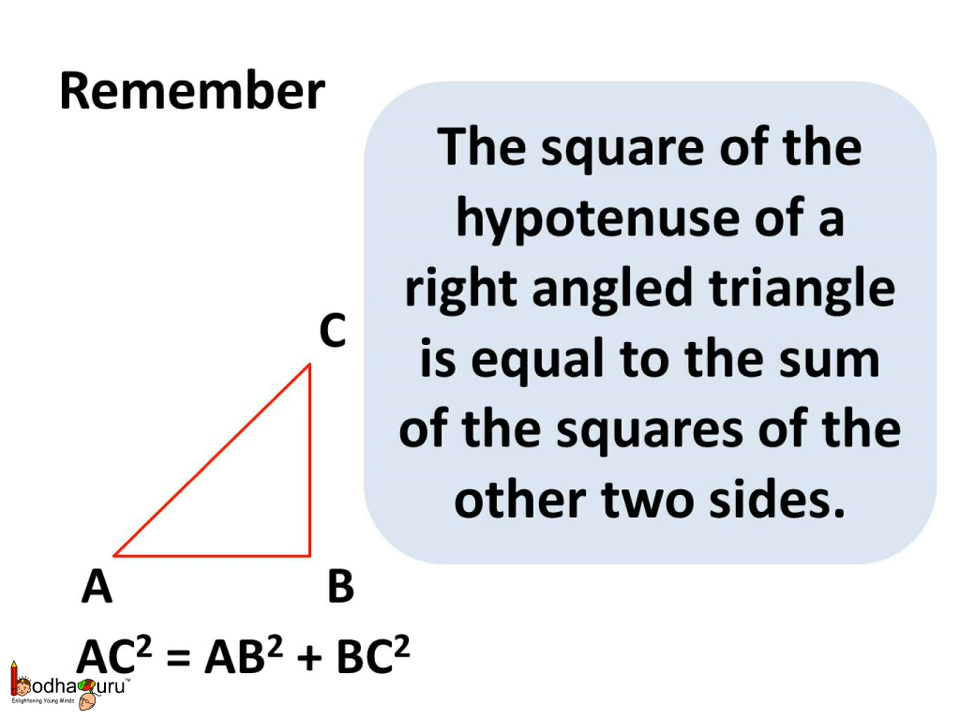 Remember
The square of the
hypotenuse of a
right angled triangle
is equal to the sum
of the squares of the
other two sides.
C
A
B
AC² = AB² + BC²
BodhaGuru™
Enlightening Young Minds